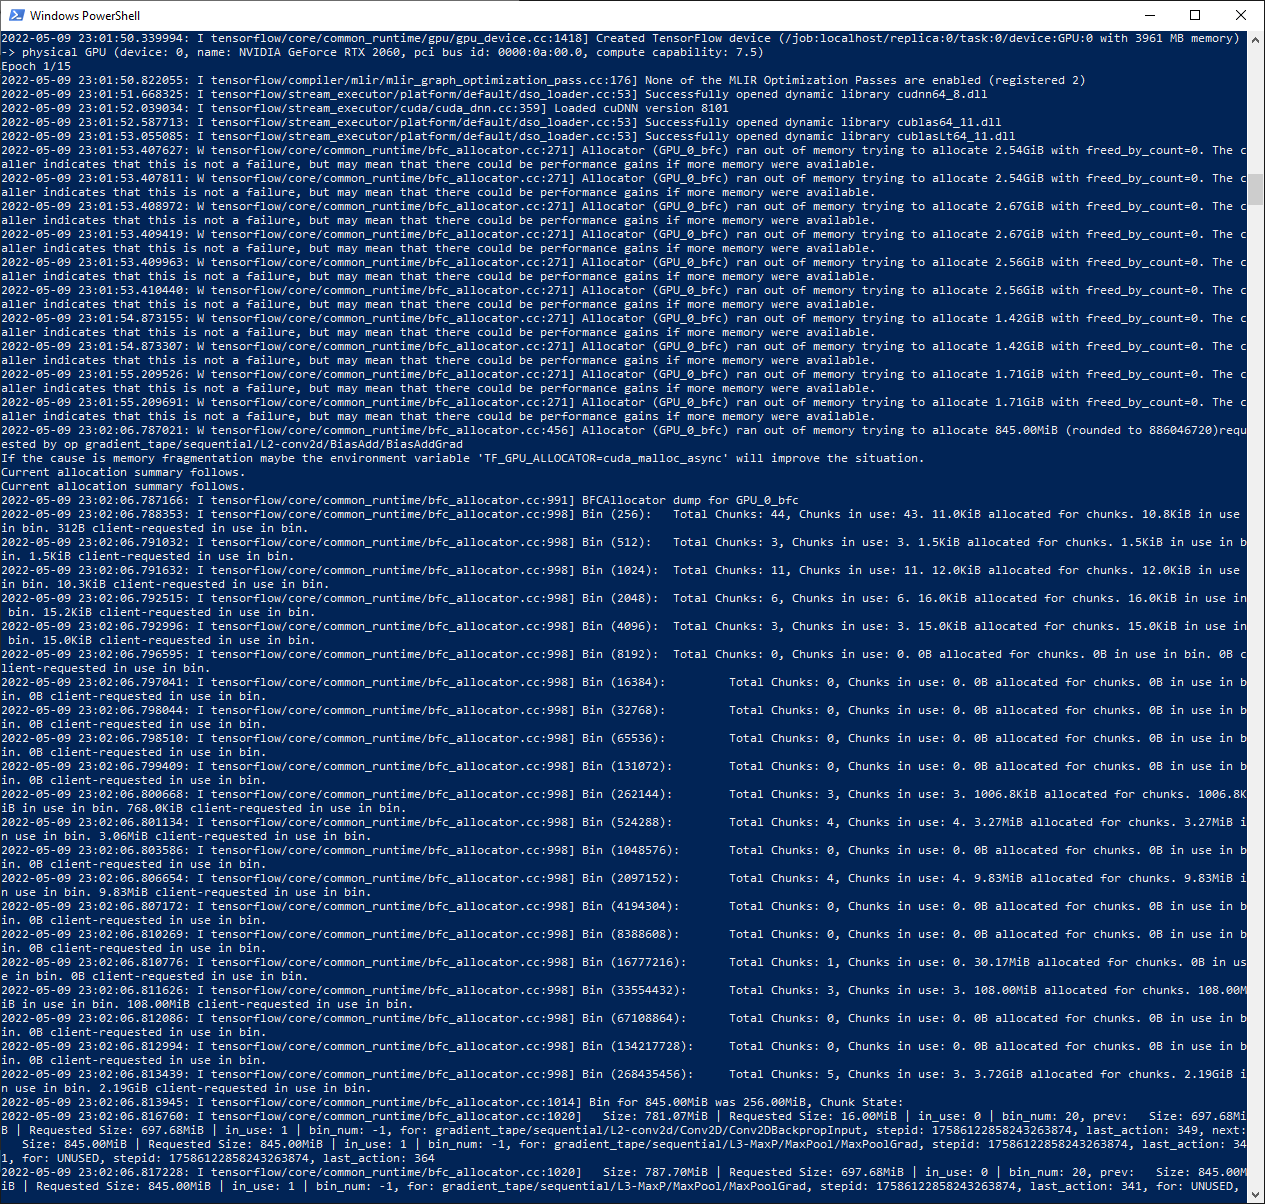 Windows PowerShell
2022-05-09 23:01:50.339994: I tensorflow/core/common_runtime/gpu/gpu_device.cc:1418] Created TensorFlow device (/job:localhost/replica:0/task:0/device:GPU:0 with 3961 MB memory)
-> physical GPU (device: 0, name: NVIDIA GeForce RTX 2060, pci bus id: 0000:0a:00.0, compute capability: 7.5)
Epoch 1/15
2022-05-09 23:01:50.822055: I tensorflow/compiler/mlir/mlir_graph_optimization_pass.cc:176] None of the MLIR Optimization Passes are enabled (registered 2)
2022-05-09 23:01:51.668325: I tensorflow/stream_executor/platform/default/dso_loader.cc:53] Successfully opened dynamic library cudnn64_8.dll
2022-05-09 23:01:52.039034: I tensorflow/stream_executor/cuda/cuda_dnn.cc:359] Loaded cuDNN version 8101
2022-05-09 23:01:52.587713: I tensorflow/stream_executor/platform/default/dso_loader.cc:53] Successfully opened dynamic library cublas64_11.dll
2022-05-09 23:01:53.055085: I tensorflow/stream_executor/platform/default/dso_loader.cc:53] Successfully opened dynamic library cublasLt64_11.dll
2022-05-09 23:01:53.407627: W tensorflow/core/common_runtime/bfc_allocator.cc:271] Allocator (GPU_0_bfc) ran out of memory trying to allocate 2.54GiB with freed_by_count=0. The c
aller indicates that this is not a failure, but may mean that there could be performance gains if more memory were available.
2022-05-09 23:01:53.407811: W tensorflow/core/common_runtime/bfc_allocator.cc:271] Allocator (GPU_0_bfc) ran out of memory trying to allocate 2.54GiB with freed_by_count=0. The c
aller indicates that this is not a failure, but may mean that there could be performance gains if more memory were available.
2022-05-09 23:01:53.408972: W tensorflow/core/common_runtime/bfc_allocator.cc:271] Allocator (GPU_0_bfc) ran out of memory trying to allocate 2.67GiB with freed_by_count=0. The c
aller indicates that this is not a failure, but may mean that there could be performance gains if more memory were available.
2022-05-09 23:01:53.409419: W tensorflow/core/common_runtime/bfc_allocator.cc:271] Allocator (GPU_0_bfc) ran out of memory trying to allocate 2.67GiB with freed_by_count=0. The c
aller indicates that this is not a failure, but may mean that there could be performance gains if more memory were available.
2022-05-09 23:01:53.409963: W tensorflow/core/common_runtime/bfc_allocator.cc:271] Allocator (GPU_0_bfc) ran out of memory trying to allocate 2.56GiB with freed_by_count=0. The c
aller indicates that this is not a failure, but may mean that there could be performance gains if more memory were available.
2022-05-09 23:01:53.410440: W tensorflow/core/common_runtime/bfc_allocator.cc:271] Allocator (GPU_0_bfc) ran out of memory trying to allocate 2.56GiB with freed_by_count=0. The c
aller indicates that this is not a failure, but may mean that there could be performance gains if more memory were available.
2022-05-09 23:01:54.873155: W tensorflow/core/common_runtime/bfc_allocator.cc:271] Allocator (GPU_0_bfc) ran out of memory trying to allocate 1.42GiB with freed_by_count=0. The c
aller indicates that this is not a failure, but may mean that there could be performance gains if more memory were available.
2022-05-09 23:01:54.873307: W tensorflow/core/common_runtime/bfc_allocator.cc:271] Allocator (GPU_0_bfc) ran out of memory trying to allocate 1.42GiB with freed_by_count=0. The c
aller indicates that this is not a failure, but may mean that there could be performance gains if more memory were available.
2022-05-09 23:01:55.209526: W tensorflow/core/common_runtime/bfc_allocator.cc:271] Allocator (GPU_0_bfc) ran out of memory trying to allocate 1.71GiB with freed_by_count=0. The c
aller indicates that this is not a failure, but may mean that there could be performance gains if more memory were available.
2022-05-09 23:01:55.209691: W tensorflow/core/common_runtime/bfc_allocator.cc:271] Allocator (GPU_0_bfc) ran out of memory trying to allocate 1.71GiB with freed_by_count=0. The c
aller indicates that this is not a failure, but may mean that there could be performance gains if more memory were available.
2022-05-09 23:02:06.787021: W tensorflow/core/common_runtime/bfc_allocator.cc:456] Allocator (GPU_0_bfc) ran out of memory trying to allocate 845.00MiB (rounded to 886046720)requ
ested by op gradient_tape/sequential/L2-conv2d/BiasAdd/BiasAddGrad
If the cause is memory fragmentation maybe the environment variable 'TF_GPU_ALLOCATOR=cuda_malloc_async' will improve the situation.
Current allocation summary follows.
Current allocation summary follows.
2022-05-09 23:02:06.787166: I tensorflow/core/common_runtime/bfc_allocator.cc:991] BFCAllocator dump for GPU_0_bfc
2022-05-09 23:02:06.788353: I tensorflow/core/common_runtime/bfc_allocator.cc:998] Bin (256):   Total Chunks: 44, Chunks in use: 43. 11.0KiB allocated for chunks. 10.8KiB in use
in bin. 312B client-requested in use in bin.
2022-05-09 23:02:06.791032: I tensorflow/core/common_runtime/bfc_allocator.cc:998] Bin (512):   Total Chunks: 3, Chunks in use: 3. 1.5KiB allocated for chunks. 1.5KiB in use in b
in. 1.5KiB client-requested in use in bin.
2022-05-09 23:02:06.791632: I tensorflow/core/common_runtime/bfc_allocator.cc:998] Bin (1024):  Total Chunks: 11, Chunks in use: 11. 12.0KiB allocated for chunks. 12.0KiB in use
in bin. 10.3KiB client-requested in use in bin.
2022-05-09 23:02:06.792515: I tensorflow/core/common_runtime/bfc_allocator.cc:998] Bin (2048):  Total Chunks: 6, Chunks in use: 6. 16.0KiB allocated for chunks. 16.0KiB in use in
bin. 15.2KiB client-requested in use in bin.
2022-05-09 23:02:06.792996: I tensorflow/core/common_runtime/bfc_allocator.cc:998] Bin (4096):  Total Chunks: 3, Chunks in use: 3. 15.0KiB allocated for chunks. 15.0KiB in use in
bin. 15.0KiB client-requested in use in bin.
2022-05-09 23:02:06.796595: I tensorflow/core/common_runtime/bfc_allocator.cc:998] Bin (8192):  Total Chunks: 0, Chunks in use: 0. 0B allocated for chunks. 0B in use in bin. 0B c
lient-requested in use in bin.
2022-05-09 23:02:06.797041: I tensorflow/core/common_runtime/bfc_allocator.cc:998] Bin (16384):         Total Chunks: 0, Chunks in use: 0. 0B allocated for chunks. 0B in use in b
in. 0B client-requested in use in bin.
2022-05-09 23:02:06.798044: I tensorflow/core/common_runtime/bfc_allocator.cc:998] Bin (32768):         Total Chunks: 0, Chunks in use: 0. 0B allocated for chunks. 0B in use in b
in. 0B client-requested in use in bin.
2022-05-09 23:02:06.798510: I tensorflow/core/common_runtime/bfc_allocator.cc:998] Bin (65536):         Total Chunks: 0, Chunks in use: 0. 0B allocated for chunks. 0B in use in b
in. 0B client-requested in use in bin.
2022-05-09 23:02:06.799409: I tensorflow/core/common_runtime/bfc_allocator.cc:998] Bin (131072):        Total Chunks: 0, Chunks in use: 0. 0B allocated for chunks. 0B in use in b
in. 0B client-requested in use in bin.
2022-05-09 23:02:06.800668: I tensorflow/core/common_runtime/bfc_allocator.cc:998] Bin (262144):        Total Chunks: 3, Chunks in use: 3. 1006.8KiB allocated for chunks. 1006.8K
iB in use in bin. 768.0KiB client-requested in use in bin.
2022-05-09 23:02:06.801134: I tensorflow/core/common_runtime/bfc_allocator.cc:998] Bin (524288):        Total Chunks: 4, Chunks in use: 4. 3.27MiB allocated for chunks. 3.27MiB i
n use in bin. 3.06MiB client-requested in use in bin.
2022-05-09 23:02:06.803586: I tensorflow/core/common_runtime/bfc_allocator.cc:998] Bin (1048576):       Total Chunks: 0, Chunks in use: 0. 0B allocated for chunks. 0B in use in b
in. 0B client-requested in use in bin.
2022-05-09 23:02:06.806654: I tensorflow/core/common_runtime/bfc_allocator.cc:998] Bin (2097152):       Total Chunks: 4, Chunks in use: 4. 9.83MiB allocated for chunks. 9.83MiB i
n use in bin. 9.83MiB client-requested in use in bin.
2022-05-09 23:02:06.807172: I tensorflow/core/common_runtime/bfc_allocator.cc:998] Bin (4194304):       Total Chunks: 0, Chunks in use: 0. 0B allocated for chunks. 0B in use in b
in. 0B client-requested in use in bin.
2022-05-09 23:02:06.810269: I tensorflow/core/common_runtime/bfc_allocator.cc:998] Bin (8388608):       Total Chunks: 0, Chunks in use: 0. 0B allocated for chunks. 0B in use in b
in. 0B client-requested in use in bin.
2022-05-09 23:02:06.810776: I tensorflow/core/common_runtime/bfc_allocator.cc:998] Bin (16777216):      Total Chunks: 1, Chunks in use: 0. 30.17MiB allocated for chunks. 0B in us
e in bin. 0B client-requested in use in bin.
2022-05-09 23:02:06.811626: I tensorflow/core/common_runtime/bfc_allocator.cc:998] Bin (33554432):      Total Chunks: 3, Chunks in use: 3. 108.00MiB allocated for chunks. 108.00M
iB in use in bin. 108.00MiB client-requested in use in bin.
2022-05-09 23:02:06.812086: I tensorflow/core/common_runtime/bfc_allocator.cc:998] Bin (67108864):      Total Chunks: 0, Chunks in use: 0. 0B allocated for chunks. 0B in use in b
in. 0B client-requested in use in bin.
2022-05-09 23:02:06.812994: I tensorflow/core/common_runtime/bfc_allocator.cc:998] Bin (134217728):     Total Chunks: 0, Chunks in use: 0. 0B allocated for chunks. 0B in use in b
in. 0B client-requested in use in bin.
2022-05-09 23:02:06.813439: I tensorflow/core/common_runtime/bfc_allocator.cc:998] Bin (268435456):     Total Chunks: 5, Chunks in use: 3. 3.72GiB allocated for chunks. 2.19GiB i
n use in bin. 2.19GiB client-requested in use in bin.
2022-05-09 23:02:06.813945: I tensorflow/core/common_runtime/bfc_allocator.cc:1014] Bin for 845.00MiB was 256.00MiB, Chunk State:
2022-05-09 23:02:06.816760: I tensorflow/core/common_runtime/bfc_allocator.cc:1020]   Size: 781.07MiB | Requested Size: 16.00MiB | in_use: 0 | bin_num: 20, prev:   Size: 697.68Mi
B | Requested Size: 697.68MiB | in_use: 1 | bin_num: -1, for: gradient_tape/sequential/L2-conv2d/Conv2D/Conv2DBackpropInput, stepid: 17586122858243263874, last_action: 349, next:
Size: 845.00MiB | Requested Size: 845.00MiB | in_use: 1 | bin_num: -1, for: gradient_tape/sequential/L3-MaxP/MaxPool/MaxPoolGrad, stepid: 17586122858243263874, last_action: 34
1, for: UNUSED, stepid: 17586122858243263874, last_action: 364
2022-05-09 23:02:06.817228: I tensorflow/core/common_runtime/bfc_allocator.cc:1020]   Size: 787.70MiB | Requested Size: 697.68MiB | in_use: 0 | bin_num: 20, prev:   Size: 845.00M
iB | Requested Size: 845.00MiB | in_use: 1 | bin_num: -1, for: gradient_tape/sequential/L3-MaxP/MaxPool/MaxPoolGrad, stepid: 17586122858243263874, last_action: 341, for: UNUSED,